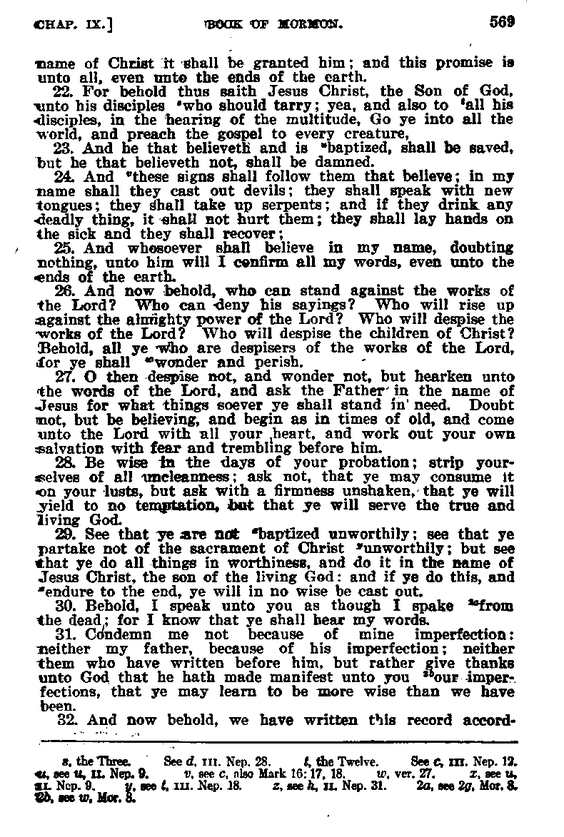 CHAP. IX.] BOOK OF MORMON. 569
name of Christ it shall be granted him; and this promise is
unto all, even unto the ends of the earth.
22. For behold thus saith Jesus Christ, the Son of God,
unto his disciples ˢwho should tarry; yea, and also to ᵗall his
disciples, in the hearing of the multitude, Go ye into all the
world, and preach the gospel to every creature,
23. And he that believeth and is ᵘbaptized, shall be saved,
but he that believeth not, shall be damned.
24. And ᵛthese signs shall follow them that believe; in my
name shall they cast out devils; they shall speak with new
tongues; they shall take up serpents; and if they drink any
deadly thing, it shall not hurt them; they shall lay hands on
the sick and they shall recover;
25. And whosoever shall believe in my name, doubting
nothing, unto him will I confirm all my words, even unto the
ends of the earth.
26. And now behold, who can stand against the works of
the Lord? Who can deny his sayings? Who will rise up
against the almighty power of the Lord? Who will despise the
works of the Lord? Who will despise the children of Christ?
Behold, all ye who are despisers of the works of the Lord,
for ye shall ʷwonder and perish.
27. O then despise not, and wonder not, but hearken unto
the words of the Lord, and ask the Father in the name of
Jesus for what things soever ye shall stand in need. Doubt
not, but be believing, and begin as in times of old, and come
unto the Lord with all your heart, and work out your own
salvation with fear and trembling before him.
28. Be wise in the days of your probation; strip your-
selves of all uncleanness; ask not, that ye may consume it
on your lusts, but ask with a firmness unshaken, that ye will
yield to no temptation, but that ye will serve the true and
living God.
29. See that ye are not ˣbaptized unworthily; see that ye
partake not of the sacrament of Christ ʸunworthily; but see
that ye do all things in worthiness, and do it in the name of
Jesus Christ, the son of the living God: and if ye do this, and
ᶻendure to the end, ye will in no wise be cast out.
30. Behold, I speak unto you as though I spake ²ᵃfrom
the dead; for I know that ye shall hear my words.
31. Condemn me not because of mine imperfection:
neither my father, because of his imperfection; neither
them who have written before him, but rather give thanks
unto God that he hath made manifest unto you ²ᵇour imper-
fections, that ye may learn to be more wise than we have
been.
32. And now behold, we have written this record accord-
s, the Three. See d, III. Nep. 28. t, the Twelve. See c, III. Nep. 12.
u, see u, II. Nep. 9. v, see c, also Mark 16: 17, 18. w, ver. 27. x, see u,
II. Nep. 9. y, see t, III. Nep. 18. z, see h, II. Nep. 31. 2a, see 2g, Mor. 8.
2b, see w, Mor. 8.